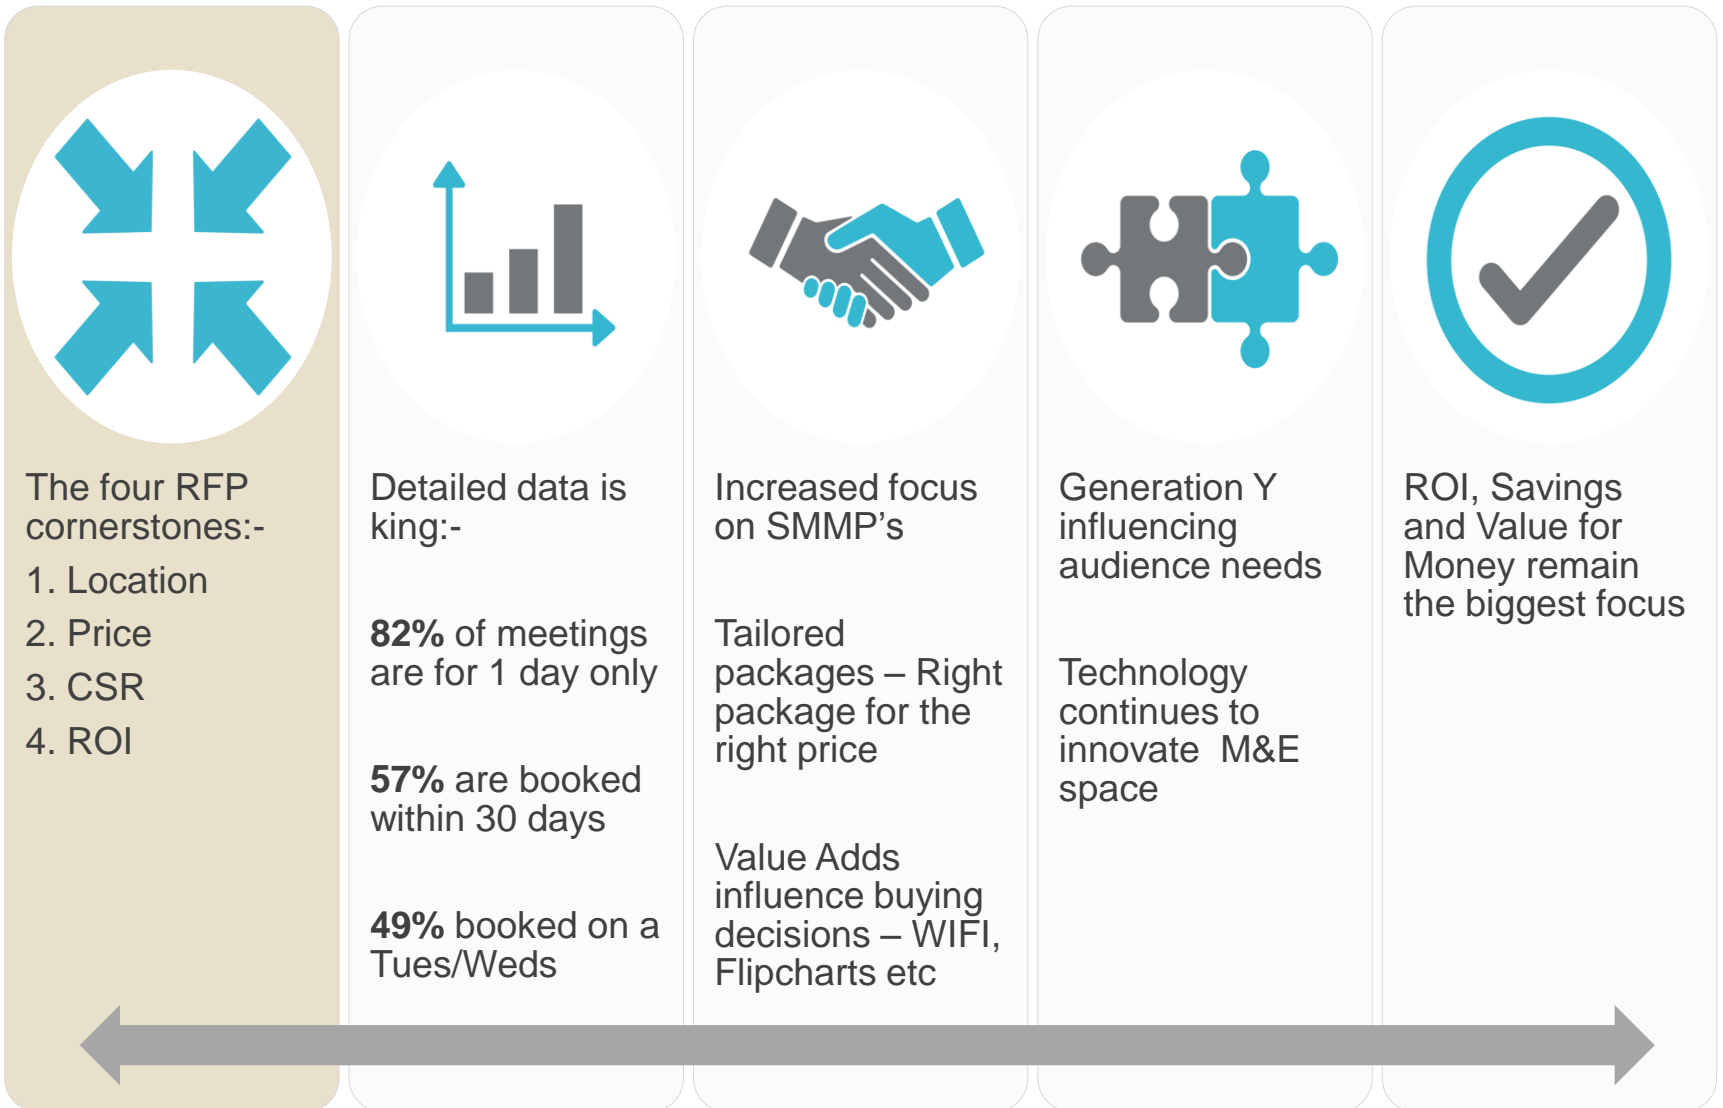 The four RFP
cornerstones:-
1. Location
2. Price
3. CSR
4. ROI
Detailed data is
king:-
82% of meetings
are for 1 day only
57% are booked
within 30 days
49% booked on a
Tues/Weds
Increased focus
on SMMP’s
Tailored
packages – Right
package for the
right price
Value Adds
influence buying
decisions – WIFI,
Flipcharts etc
Generation Y
influencing
audience needs
Technology
continues to
innovate  M&E
space
ROI, Savings
and Value for
Money remain
the biggest focus